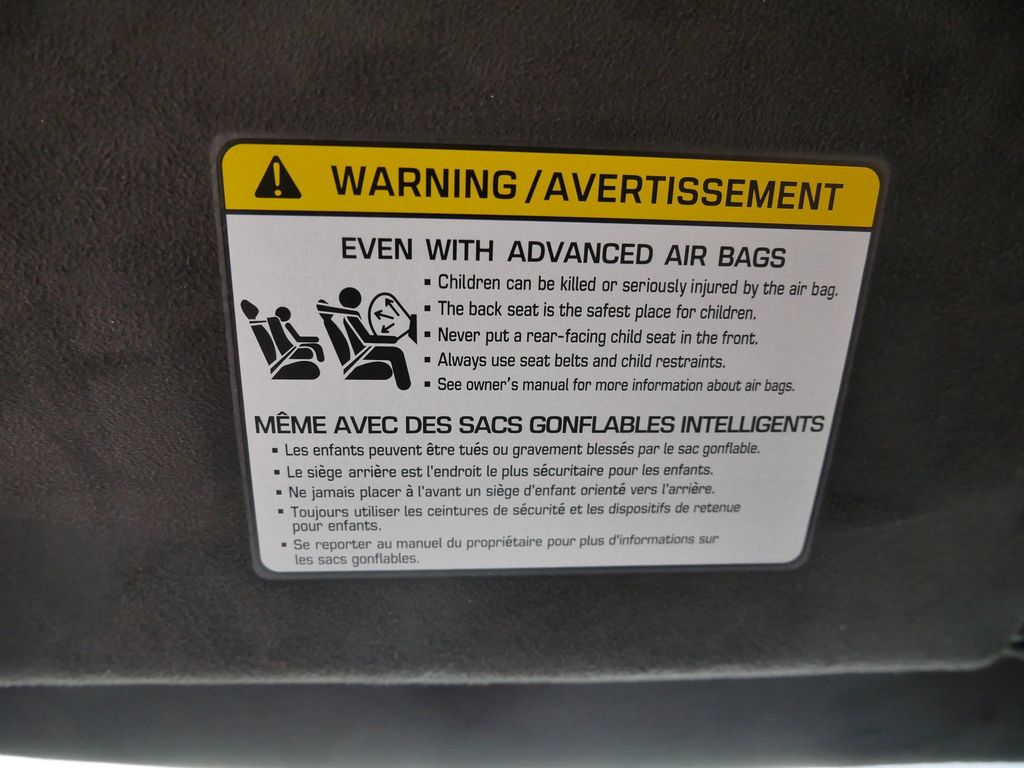 WARNING/AVERTISSEMENT
EVEN WITH ADVANCED AIR BAGS
▪ Children can be killed or seriously injured by the air bag.
▪ The back seat is the safest place for children.
▪ Never put a rear-facing child seat in the front.
▪ Always use seat belts and child restraints.
▪ See owner's manual for more information about air bags.
MÊME AVEC DES SACS GONFLABLES INTELLIGENTS
▪ Les enfants peuvent être tués ou gravement blessés par le sac gonflable.
▪ Le siège arrière est l'endroit le plus sécuritaire pour les enfants.
▪ Ne jamais placer à l'avant un siège d'enfant orienté vers l'arrière.
▪ Toujours utiliser les ceintures de sécurité et les dispositifs de retenue
pour enfants.
▪ Se reporter au manuel du propriétaire pour plus d'informations sur
les sacs gonflables.